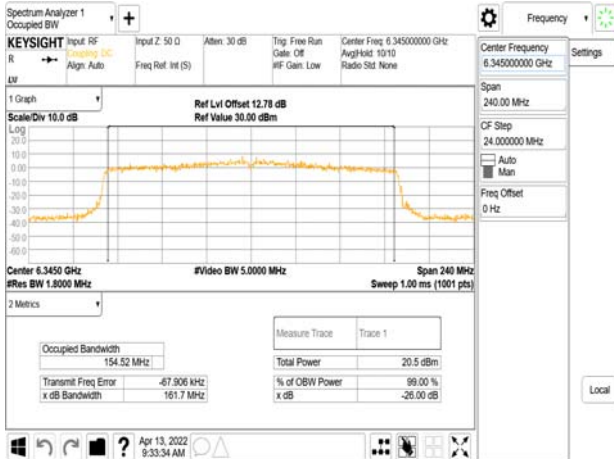 Spectrum Analyzer 1
Occupied BW
Frequency
Settings
KEYSIGHT
R
LVI
Input: RF
Coupling: DC
Align: Auto
Input Z: 50 Ω
Freq Ref: Int (S)
Atten: 30 dB
Trig: Free Run
Gate: Off
#IF Gain: Low
Center Freq: 6.345000000 GHz
Avg|Hold: 10/10
Radio Std: None
Center Frequency
6.345000000 GHz
Span
240.00 MHz
CF Step
24.000000 MHz
Auto
Man
Freq Offset
0 Hz
Local
1 Graph
Scale/Div 10.0 dB
Ref Lvl Offset 12.78 dB
Ref Value 30.00 dBm
Log
20.0
10.0
0.00
-10.0
-20.0
-30.0
-40.0
-50.0
-60.0
Center 6.3450 GHz
#Video BW 5.0000 MHz
Span 240 MHz
#Res BW 1.8000 MHz
Sweep 1.00 ms (1001 pts)
2 Metrics
Measure Trace
Trace 1
Occupied Bandwidth
154.52 MHz
Total Power
20.5 dBm
Transmit Freq Error
-67.906 kHz
% of OBW Power
99.00 %
x dB Bandwidth
161.7 MHz
x dB
-26.00 dB
Apr 13, 2022
9:33:34 AM